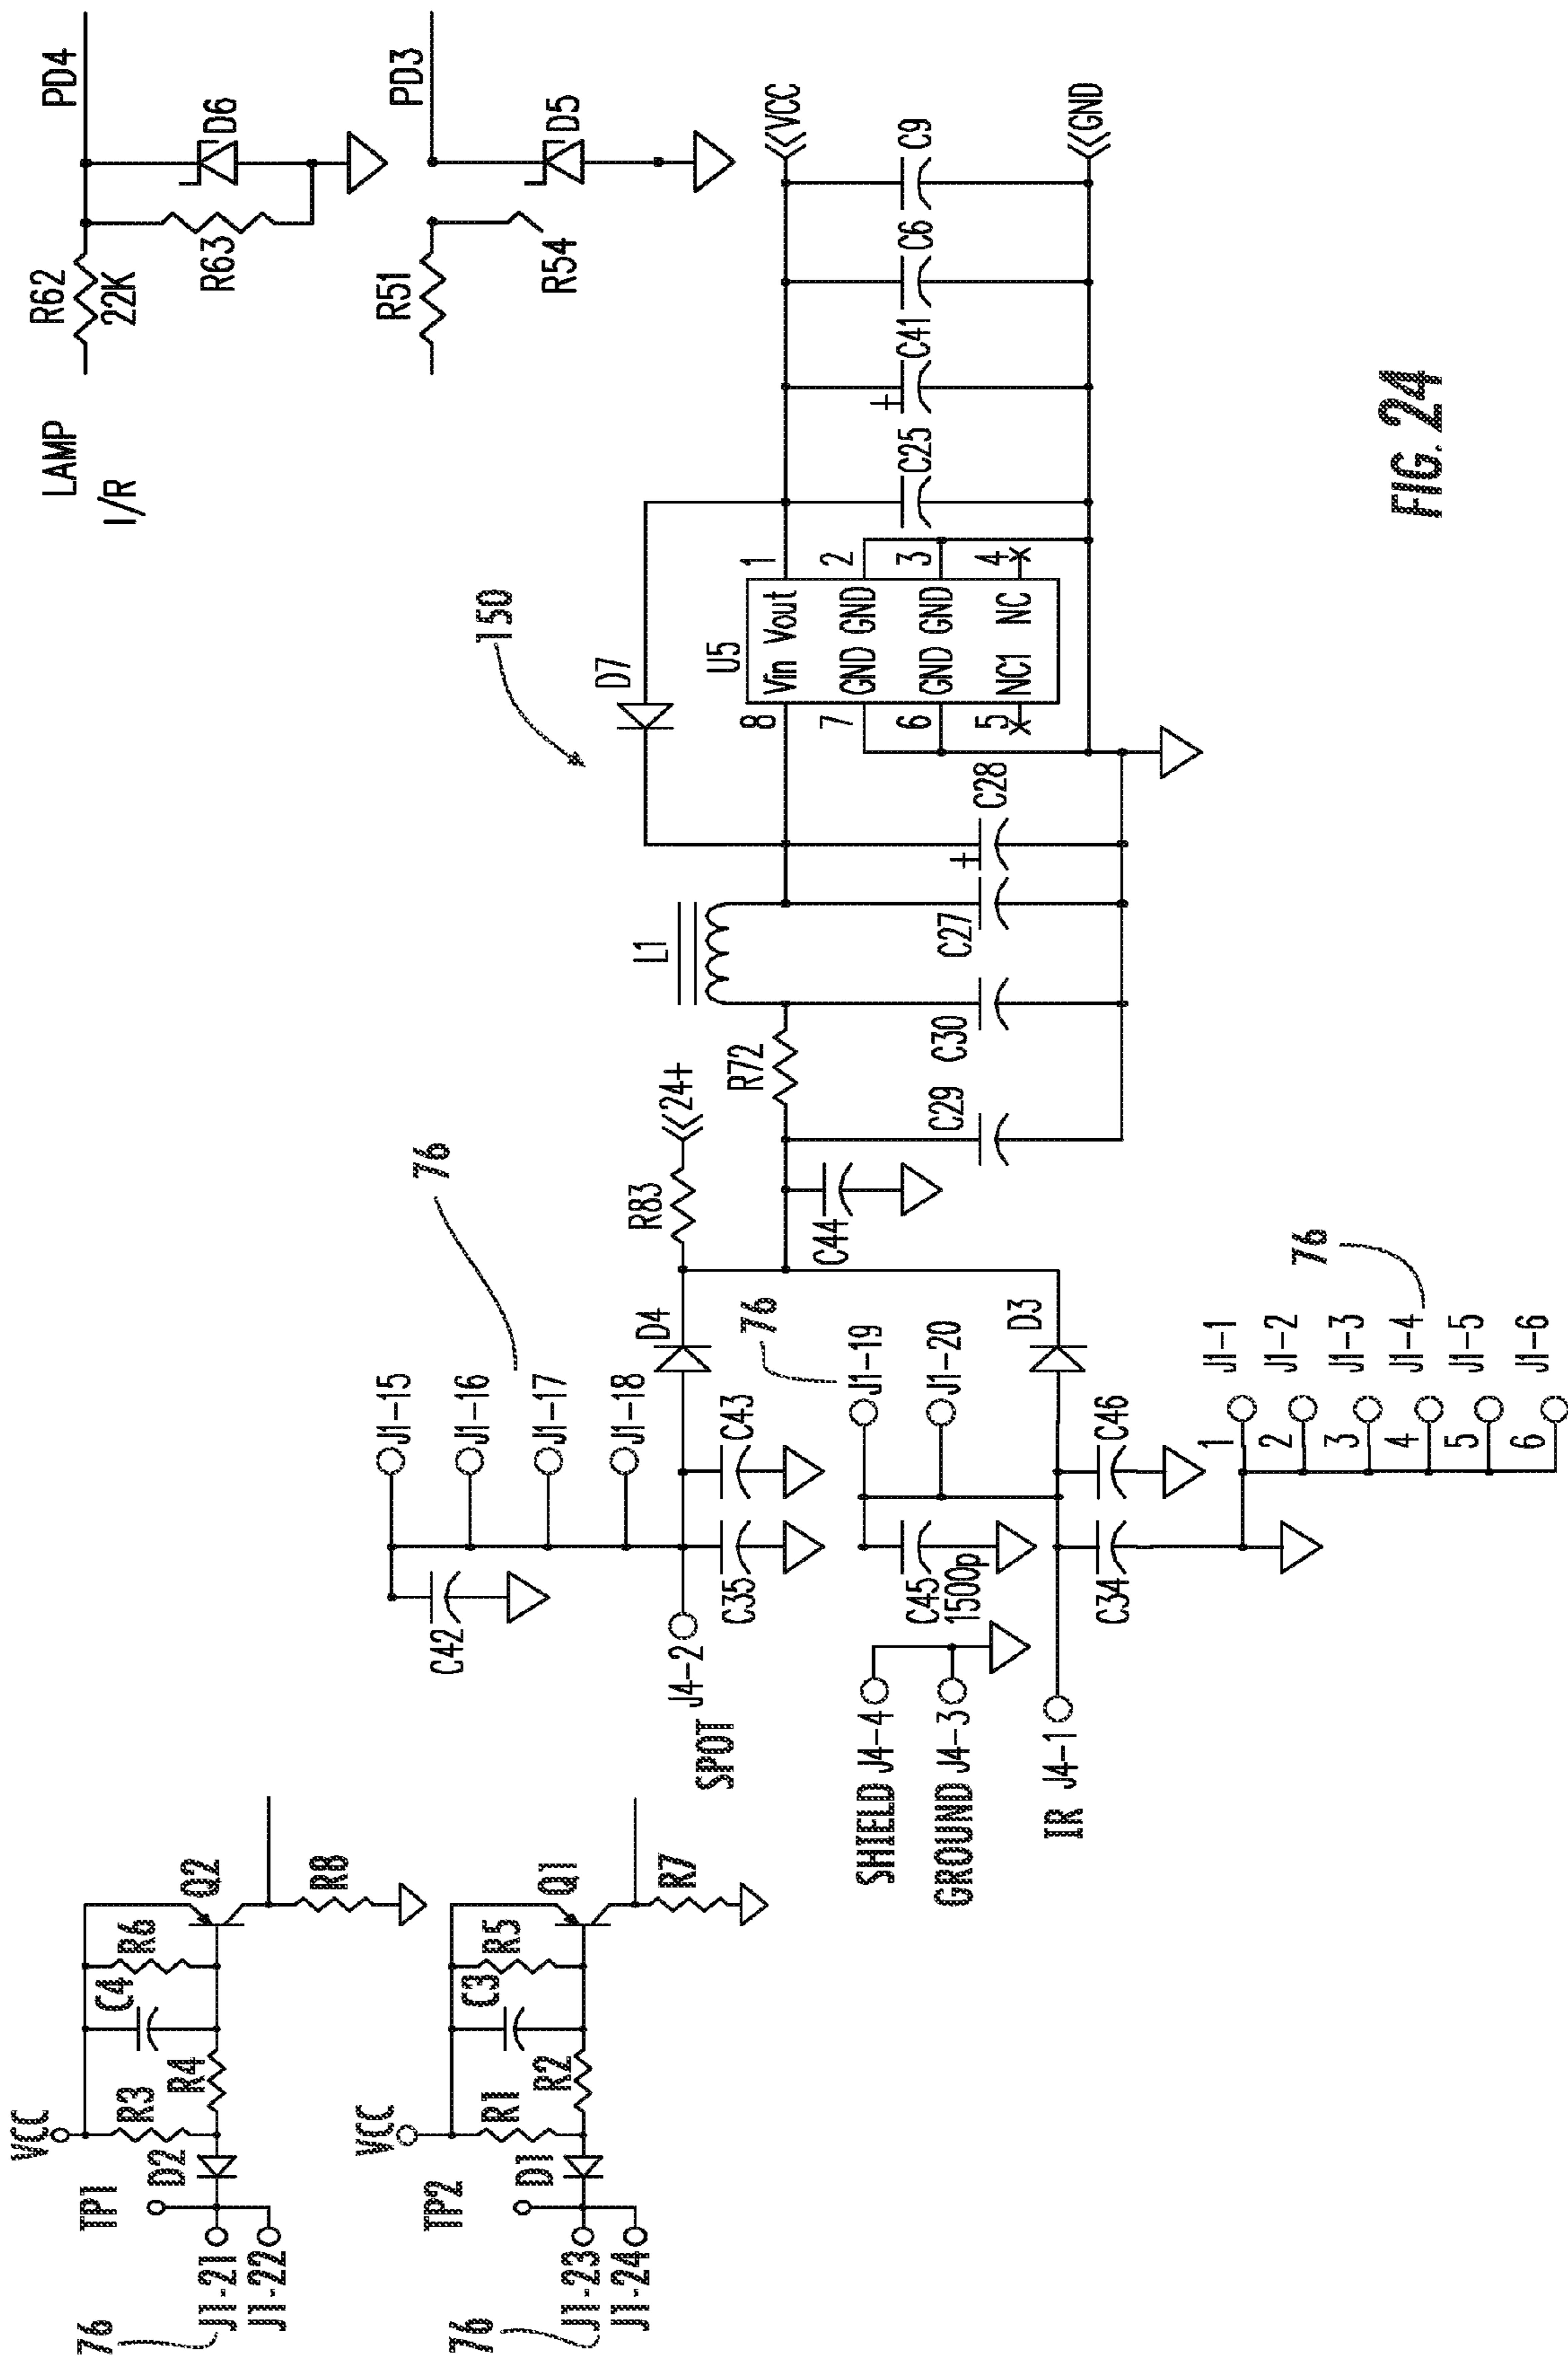 VCC
TP1
D2
R3
R4
C4
R6
Q2
R8
J1-21
J1-22
76
VCC
TP2
D1
R1
R2
C3
R5
Q1
R7
J1-23
J1-24
76
LAMP
I/R
R62
22K
R63
D6
PD4
R51
R54
D5
PD3
C42
J1-15
J1-16
J1-17
J1-18
76
J4-2
SPOT
C35
C43
D4
R83
24+
SHIELD J4-4
GROUND J4-3
IR J4-1
C45
1500p
J1-19
J1-20
76
C34
C46
D3
C44
C29
R72
C30
L1
C27
C28
+
D7
150
U5
8 Vin Vout 1
7 GND GND 2
6 GND GND 3
5 NC1 NC 4
C25
+
C41
C6
C9
VCC
GND
1 J1-1
2 J1-2
3 J1-3
4 J1-4
5 J1-5
6 J1-6
76
FIG. 24